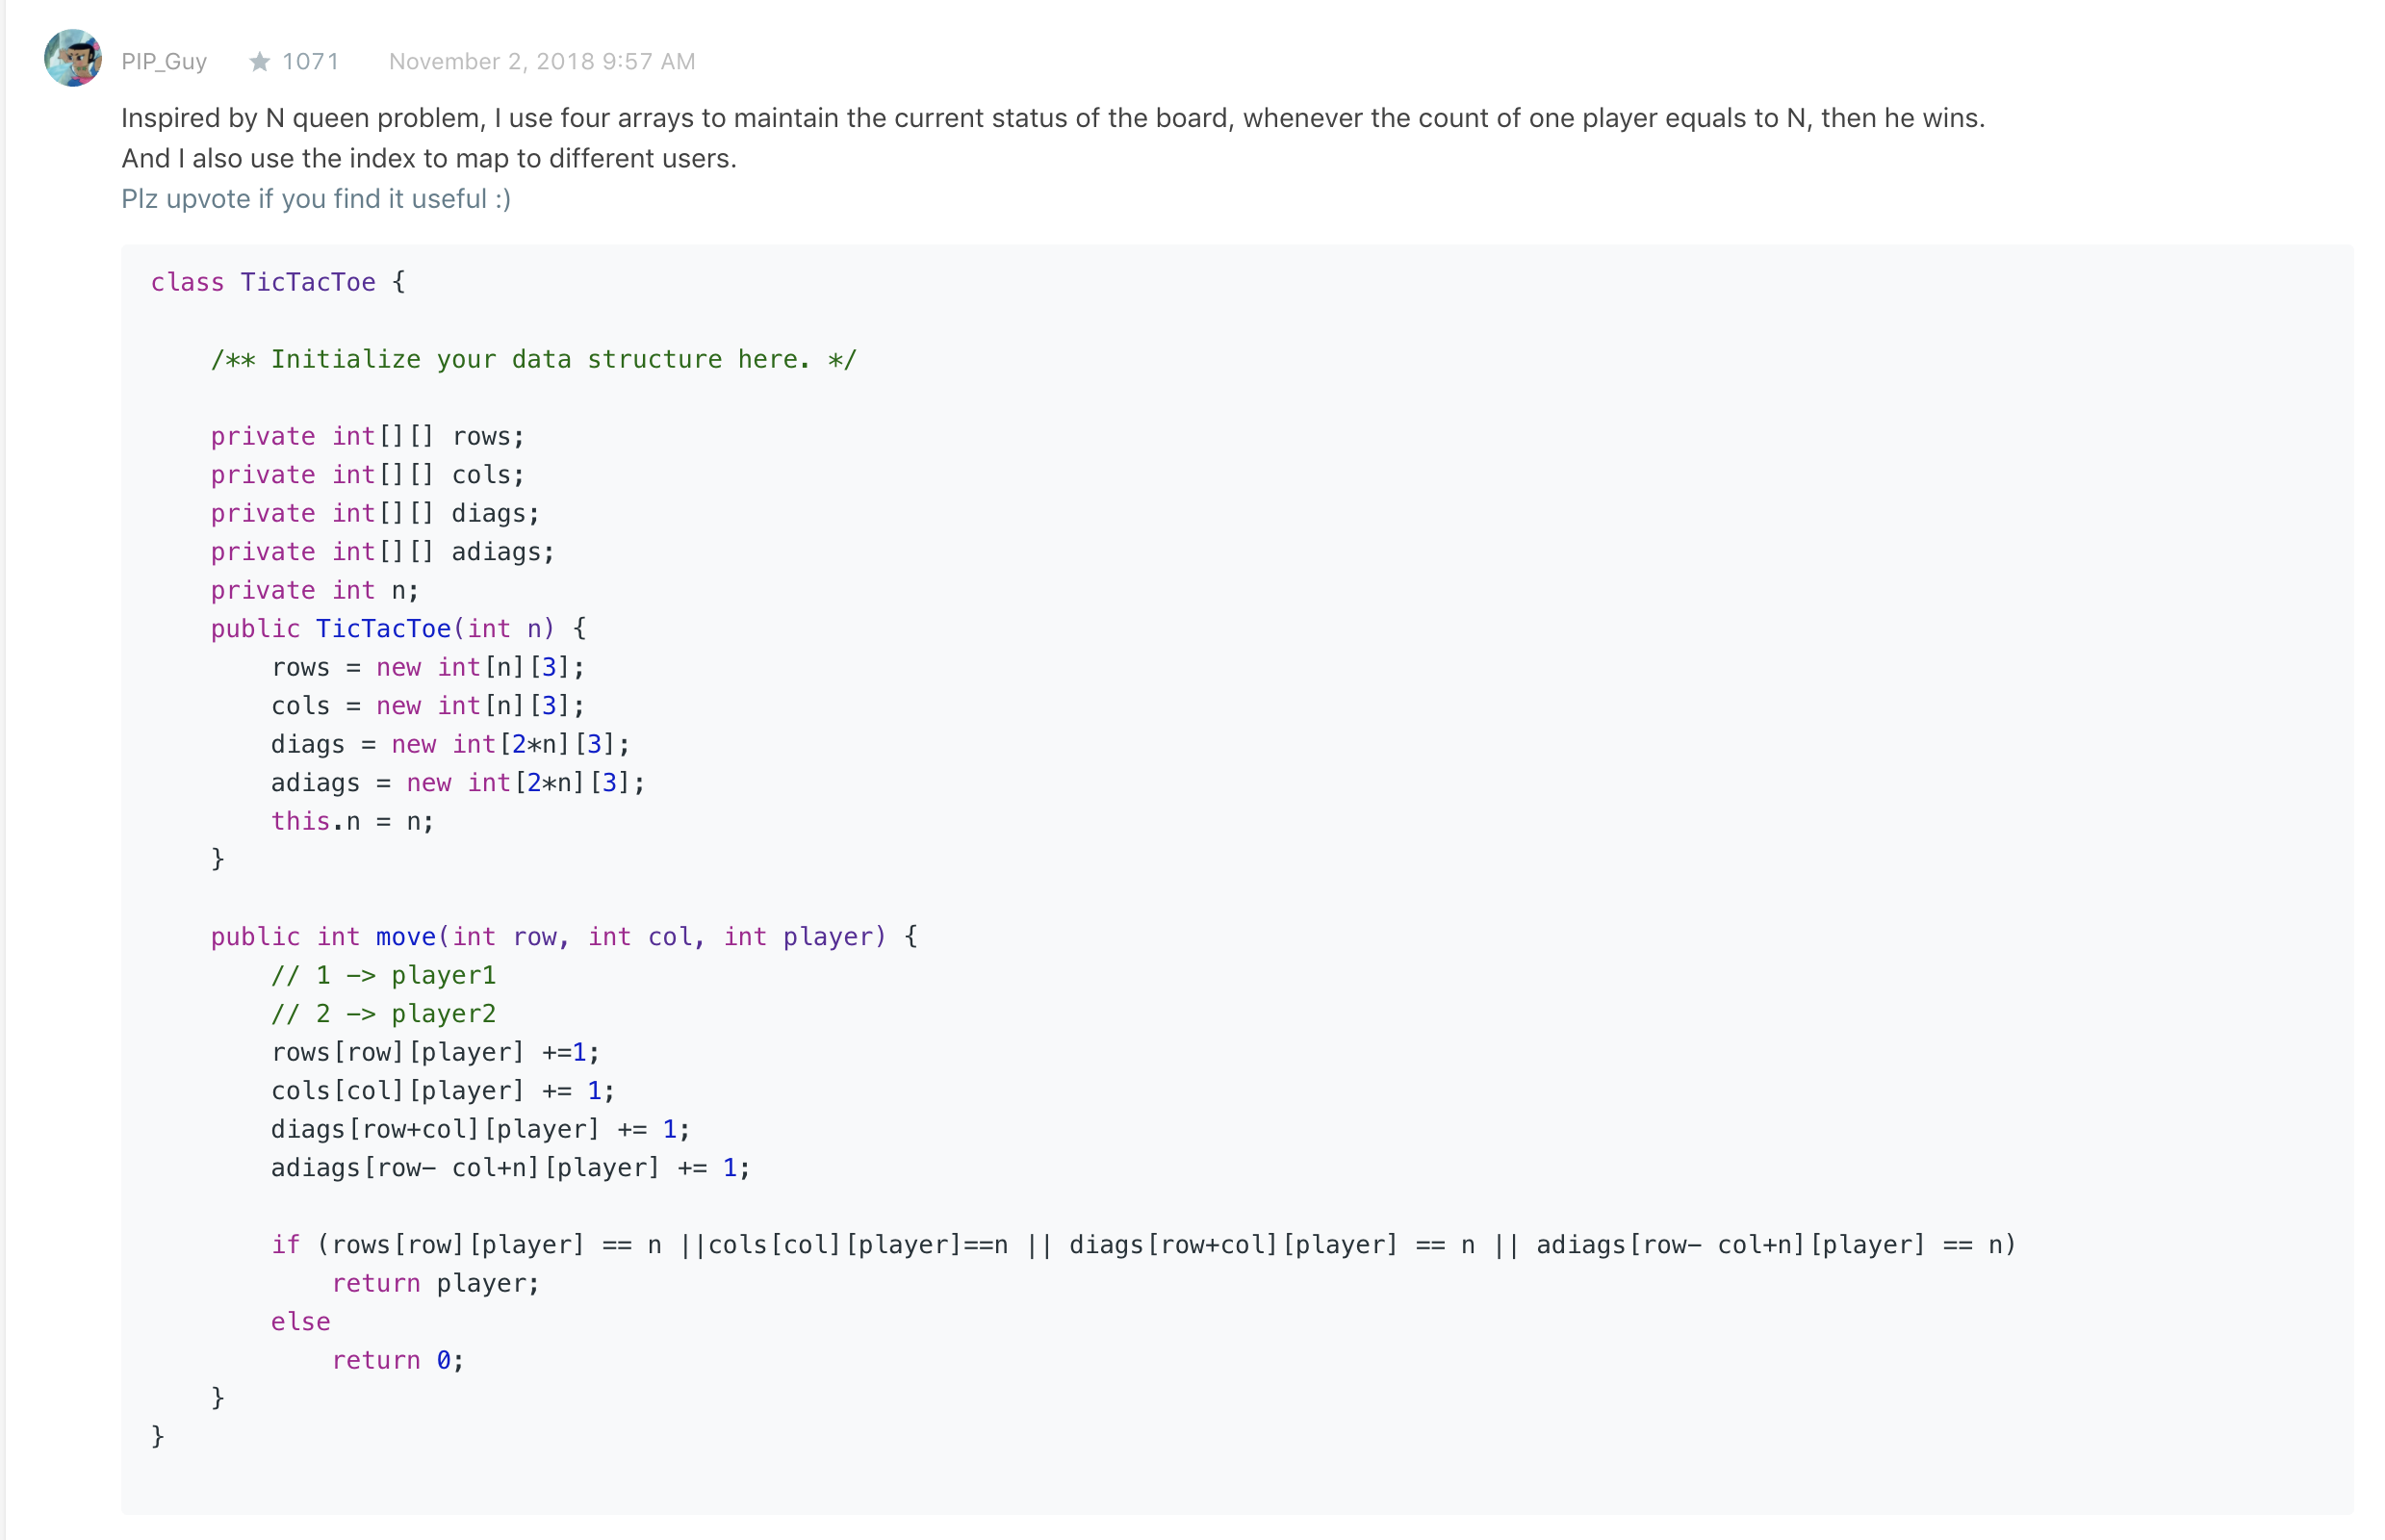 PIP_Guy ★ 1071 November 2, 2018 9:57 AM
Inspired by N queen problem, I use four arrays to maintain the current status of the board, whenever the count of one player equals to N, then he wins.
And I also use the index to map to different users.
Plz upvote if you find it useful :)
class TicTacToe {
    /** Initialize your data structure here. */
    private int[][] rows;
    private int[][] cols;
    private int[][] diags;
    private int[][] adiags;
    private int n;
    public TicTacToe(int n) {
        rows = new int[n][3];
        cols = new int[n][3];
        diags = new int[2*n][3];
        adiags = new int[2*n][3];
        this.n = n;
    }
    public int move(int row, int col, int player) {
        // 1 -> player1
        // 2 -> player2
        rows[row][player] +=1;
        cols[col][player] += 1;
        diags[row+col][player] += 1;
        adiags[row- col+n][player] += 1;
        if (rows[row][player] == n ||cols[col][player]==n || diags[row+col][player] == n || adiags[row- col+n][player] == n)
            return player;
        else
            return 0;
    }
}